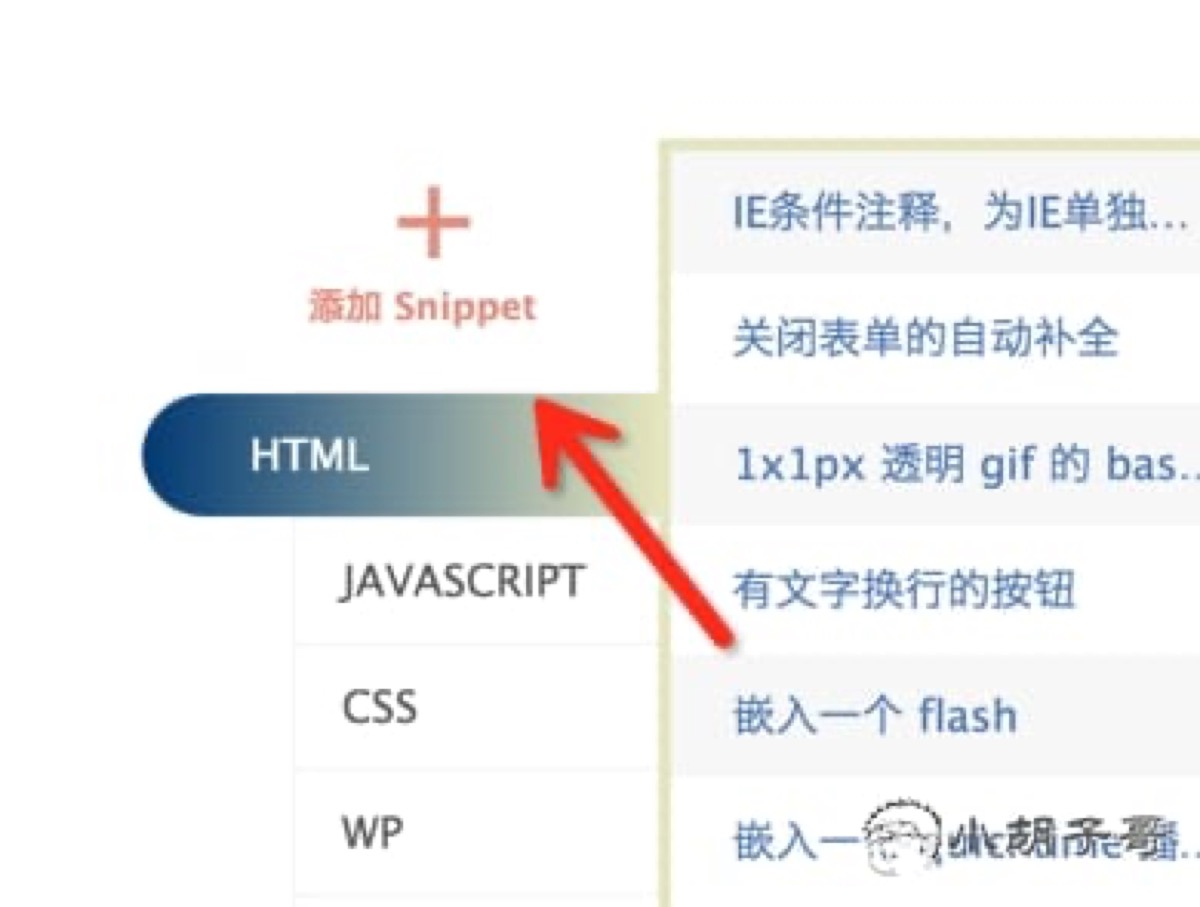 添加 Snippet
HTML
JAVASCRIPT
CSS
WP
IE条件注释，为IE单独...
关闭表单的自动补全
1x1px 透明 gif 的 bas...
有文字换行的按钮
嵌入一个 flash
嵌入一
小胡子哥